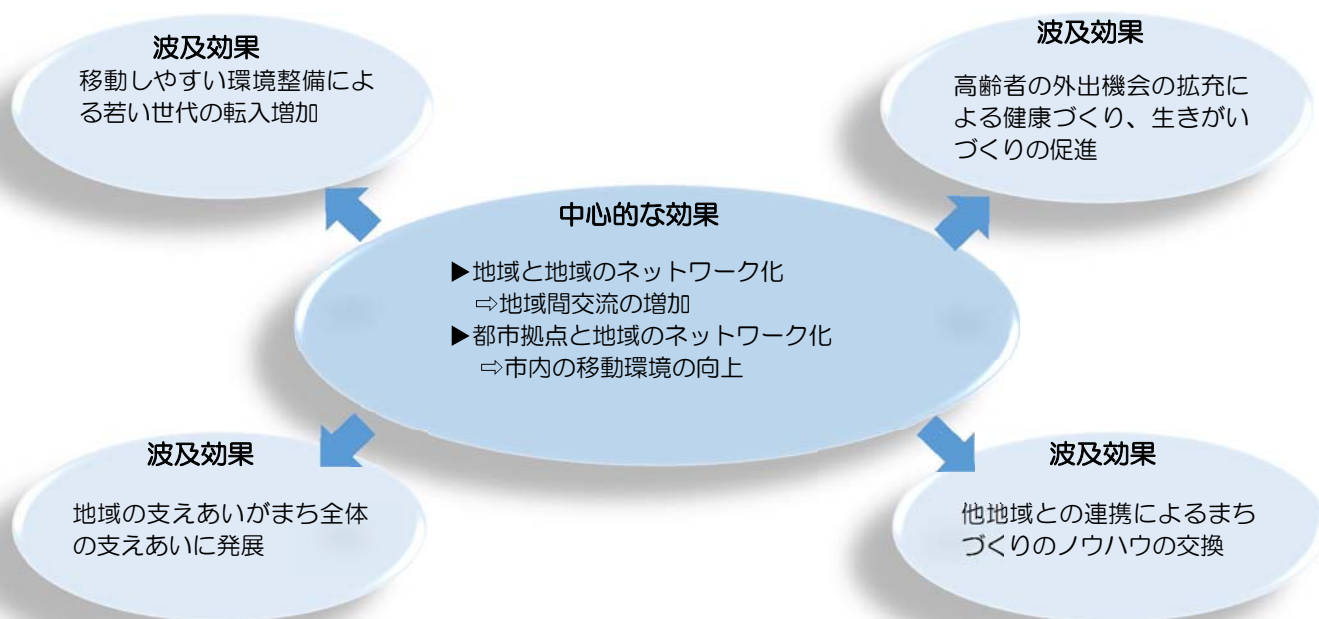 波及効果
移動しやすい環境整備によ
る若い世代の転入増加
波及効果
高齢者の外出機会の拡充に
よる健康づくり、生きがい
づくりの促進
中心的な効果
▶地域と地域のネットワーク化
⇨地域間交流の増加
▶都市拠点と地域のネットワーク化
⇨市内の移動環境の向上
波及効果
地域の支えあいがまち全体
の支えあいに発展
波及効果
他地域との連携によるまち
づくりのノウハウの交換